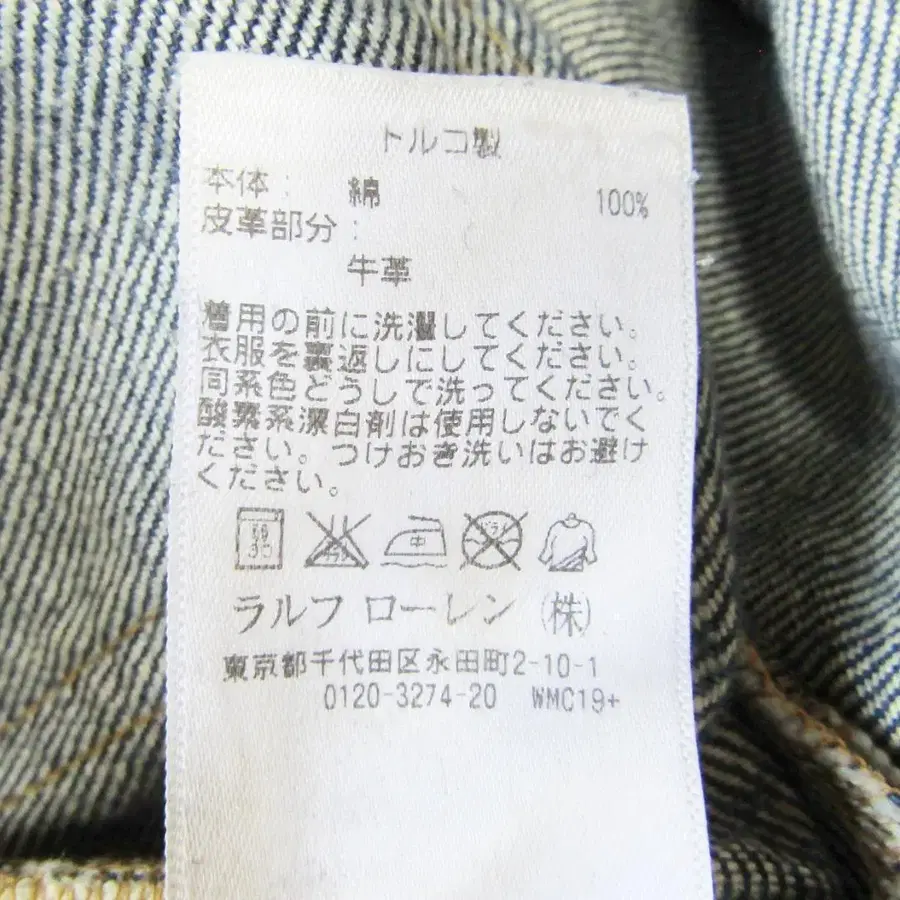 トルコ製
本体: 綿 100%
皮革部分:
牛革
着用の前に洗濯してください。
衣服を裏返しにしてください。
同系色どうしで洗ってください。
酸素系漂白剤は使用しないでく
ださい。つけおき洗いはお避け
ください。
中
ラルフ ローレン (株)
東京都千代田区永田町2-10-1
0120-3274-20 WMC19+